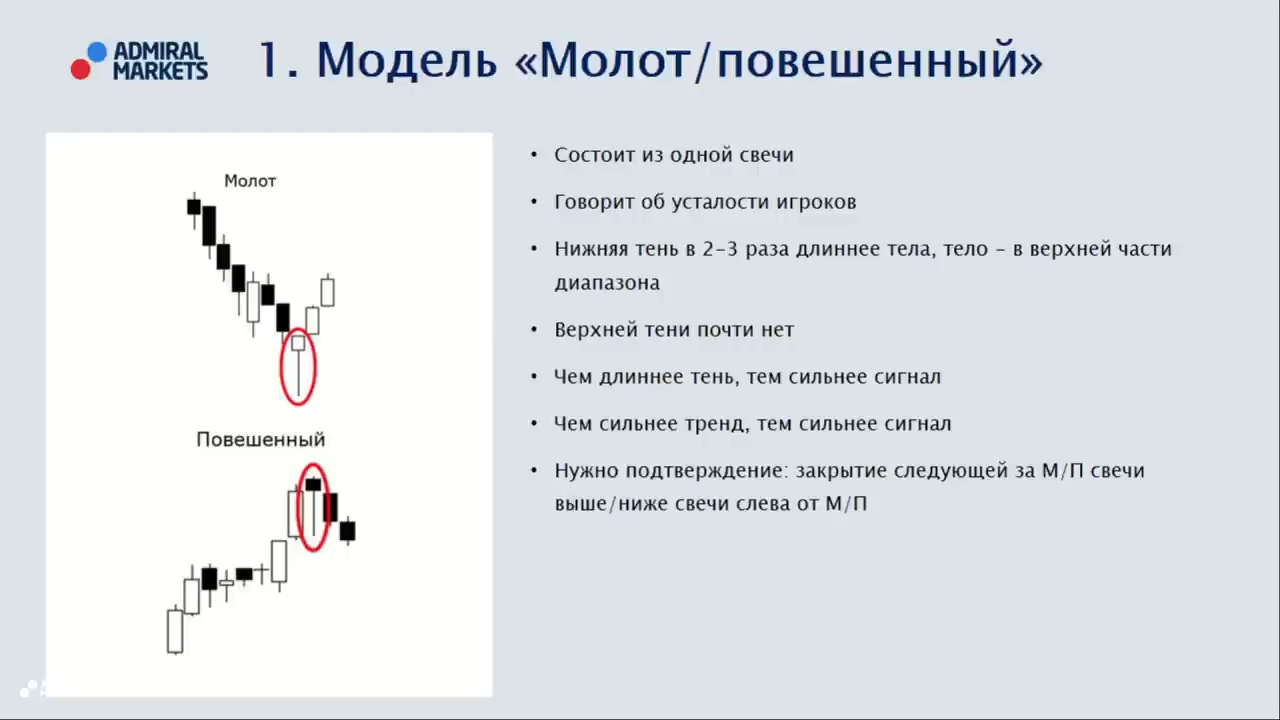 ADMIRAL
MARKETS
1. Модель «Молот/повешенный»
Молот
Повешенный
• Состоит из одной свечи
• Говорит об усталости игроков
• Нижняя тень в 2–3 раза длиннее тела, тело – в верхней части
диапазона
• Верхней тени почти нет
• Чем длиннее тень, тем сильнее сигнал
• Чем сильнее тренд, тем сильнее сигнал
• Нужно подтверждение: закрытие следующей за М/П свечи
выше/ниже свечи слева от М/П